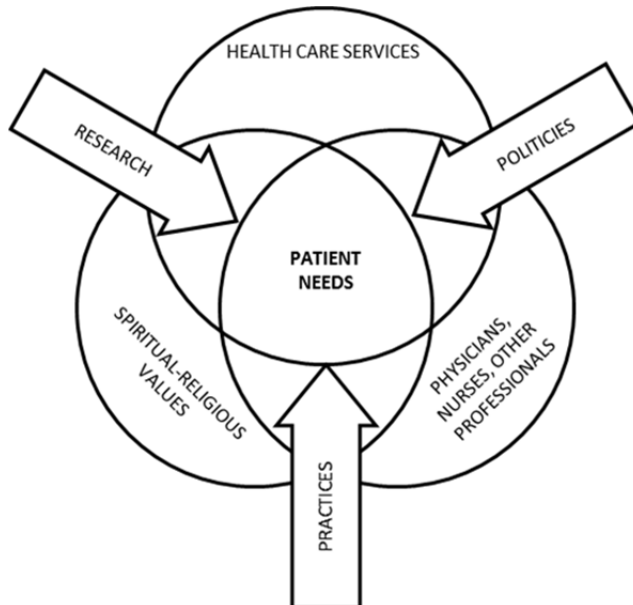 HEALTH CARE SERVICES
RESEARCH
POLITICIES
PATIENT
NEEDS
SPIRITUAL-RELIGIOUS
VALUES
PHYSICIANS,
NURSES, OTHER
PROFESSIONALS
PRACTICES